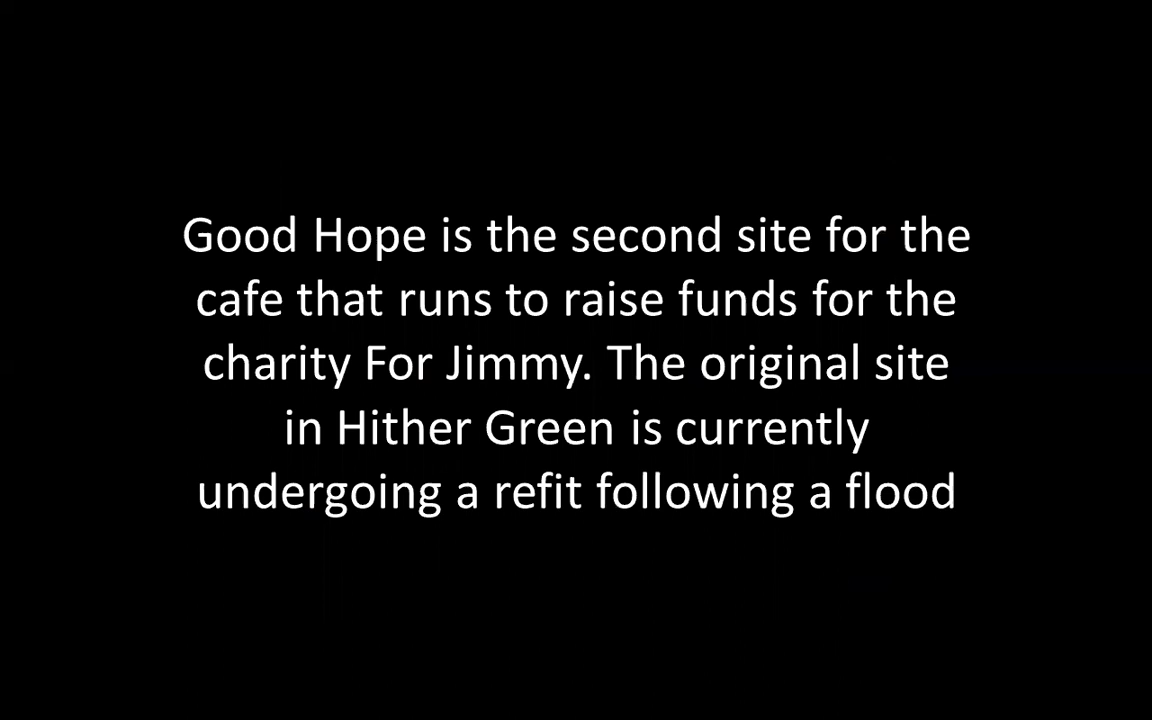 Good Hope is the second site for the
cafe that runs to raise funds for the
charity For Jimmy. The original site
in Hither Green is currently
undergoing a refit following a flood